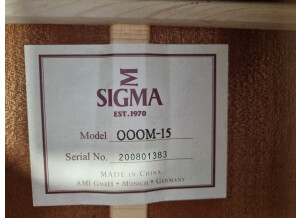 SIGMA
EST.1970
Model OOOM-15
Serial No. 200801383
MADE IN CHINA
AMI GMBH • MUNICH • GERMANY